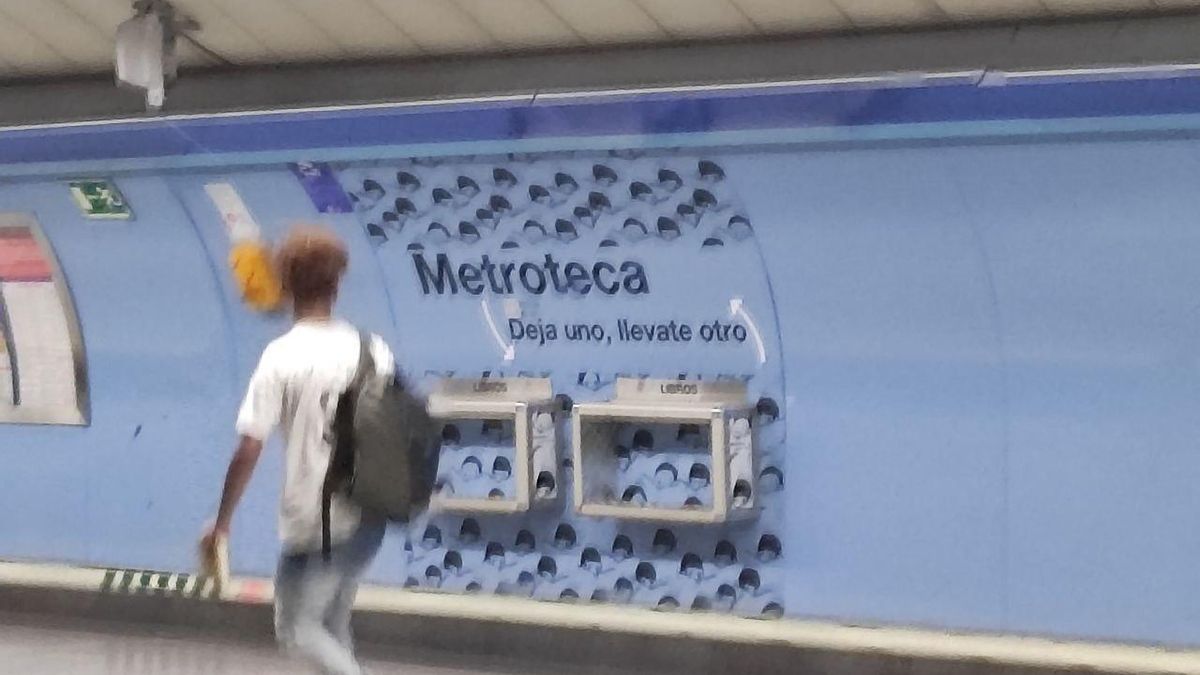 Metroteca
Deja uno, llevate otro
LIBROS
LIBROS